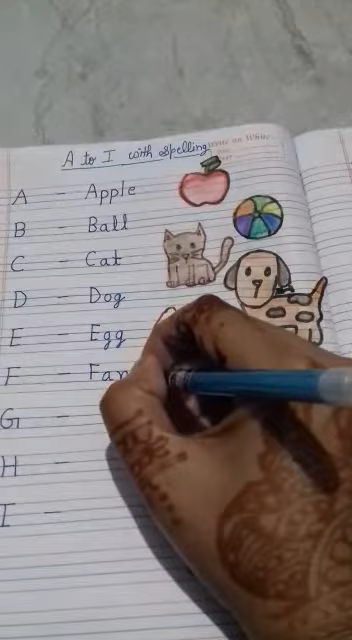 A to I with spelling
A - Apple
B - Ball
C - Cat
D - Dog
E - Egg
F - Fan
G -
H -
I -